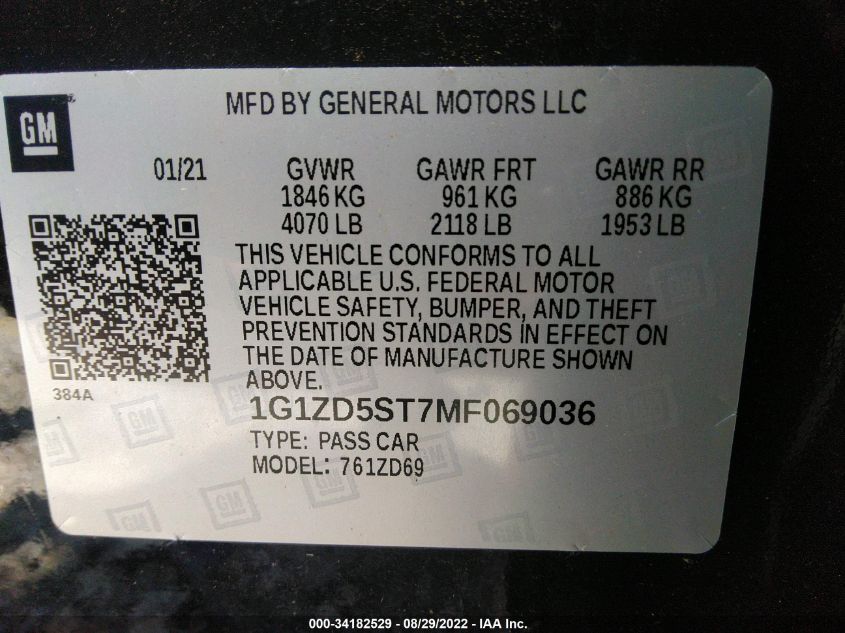 GM
MFD BY GENERAL MOTORS LLC
01/21 GVWR GAWR FRT GAWR RR
1846 KG 961 KG 886 KG
4070 LB 2118 LB 1953 LB
THIS VEHICLE CONFORMS TO ALL
APPLICABLE U.S. FEDERAL MOTOR
VEHICLE SAFETY, BUMPER, AND THEFT
PREVENTION STANDARDS IN EFFECT ON
THE DATE OF MANUFACTURE SHOWN
ABOVE.
384A
1G1ZD5ST7MF069036
TYPE: PASS CAR
MODEL: 761ZD69
000-34182529 - 08/29/2022 - IAA Inc.